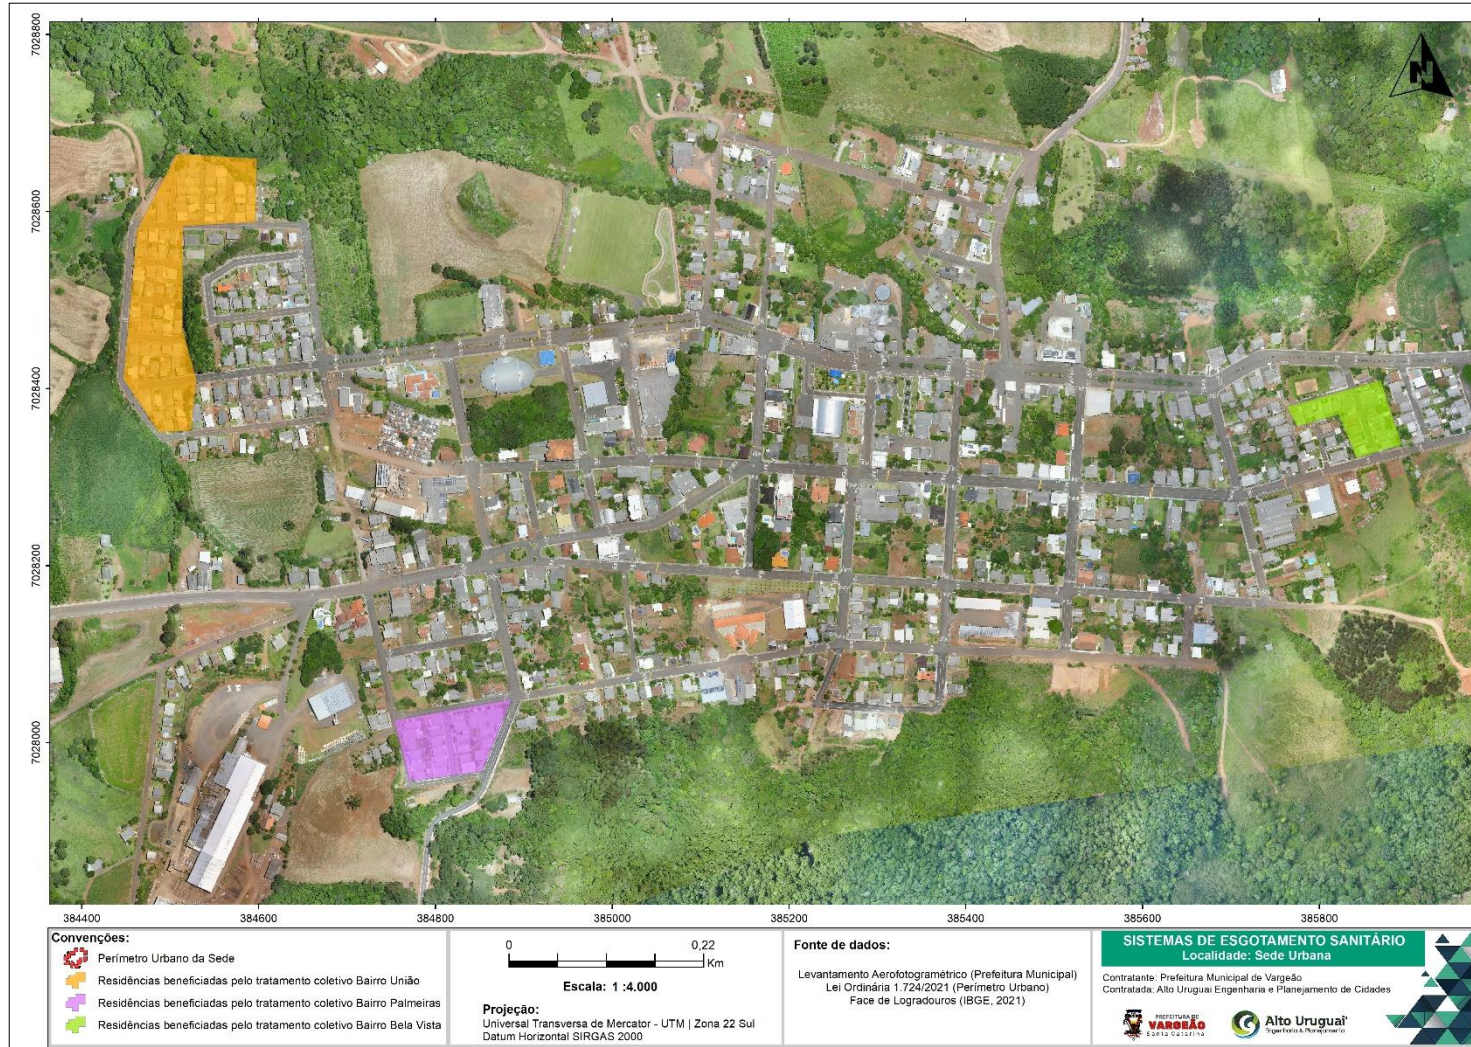 7028800
7028600
7028400
7028200
7028000
N
384400
384600
384800
385000
385200
385400
385600
385800
Convenções:
Perímetro Urbano da Sede
Residências beneficiadas pelo tratamento coletivo Bairro União
Residências beneficiadas pelo tratamento coletivo Bairro Palmeiras
Residências beneficiadas pelo tratamento coletivo Bairro Bela Vista
0 0,22
Km
Escala: 1 :4.000
Projeção:
Universal Transversa de Mercator - UTM | Zona 22 Sul
Datum Horizontal SIRGAS 2000
Fonte de dados:
Levantamento Aerofotogramétrico (Prefeitura Municipal)
Lei Ordinária 1.724/2021 (Perímetro Urbano)
Face de Logradouros (IBGE, 2021)
SISTEMAS DE ESGOTAMENTO SANITÁRIO
Localidade: Sede Urbana
Contratante: Prefeitura Municipal de Vargeão
Contratada: Alto Uruguai Engenharia e Planejamento de Cidades
PREFEITURA DE
VARGEÃO
Santa Catarina
Alto Uruguai
Engenharia & Planejamento